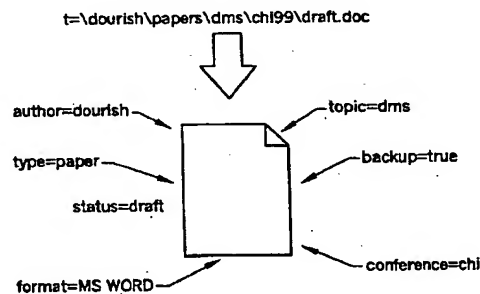 t=\dourish\papers\dms\chi99\draft.doc
author=dourish
topic=dms
type=paper
backup=true
status=draft
conference=chi
format=MS WORD